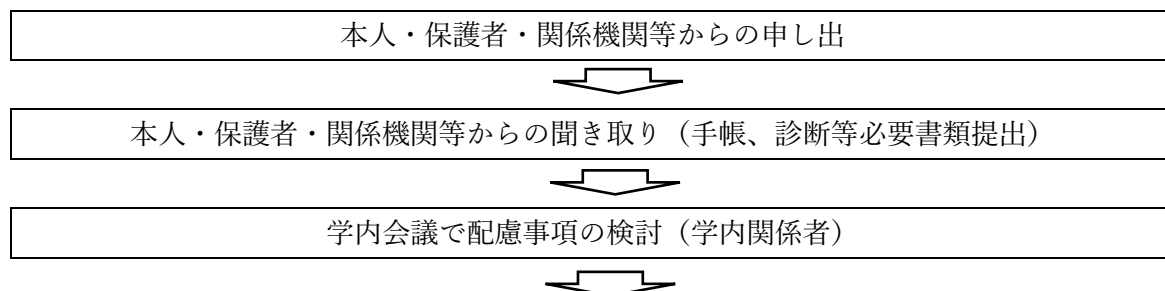 本人・保護者・関係機関等からの申し出
本人・保護者・関係機関等からの聞き取り（手帳、診断等必要書類提出）
学内会議で配慮事項の検討（学内関係者）